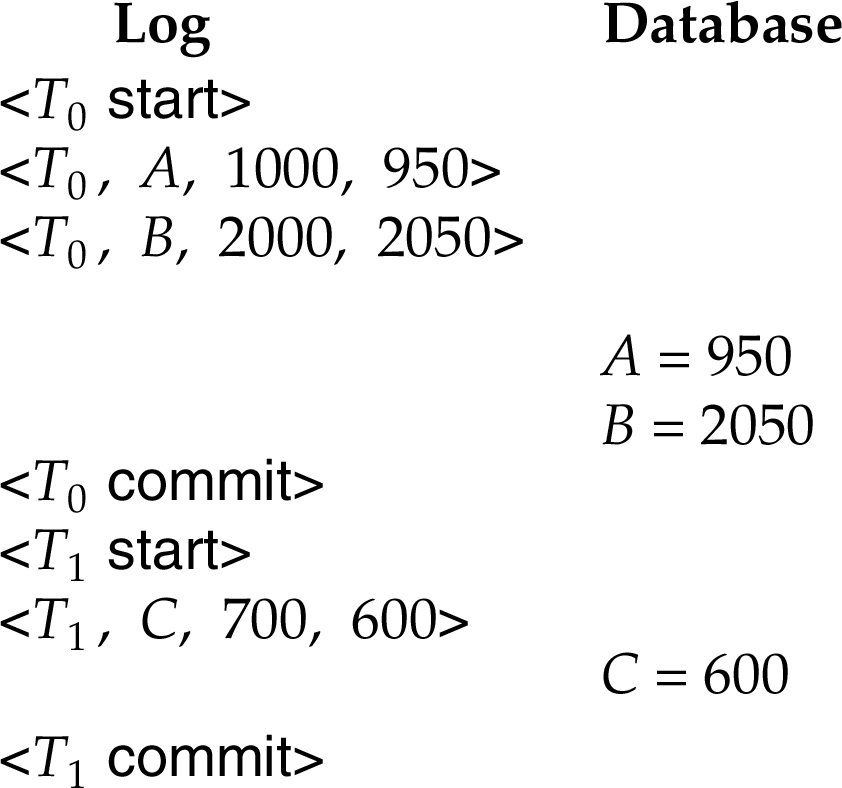 Log Database
<T0 start>
<T0, A, 1000, 950>
<T0, B, 2000, 2050>
A = 950
B = 2050
<T0 commit>
<T1 start>
<T1, C, 700, 600>
C = 600
<T1 commit>